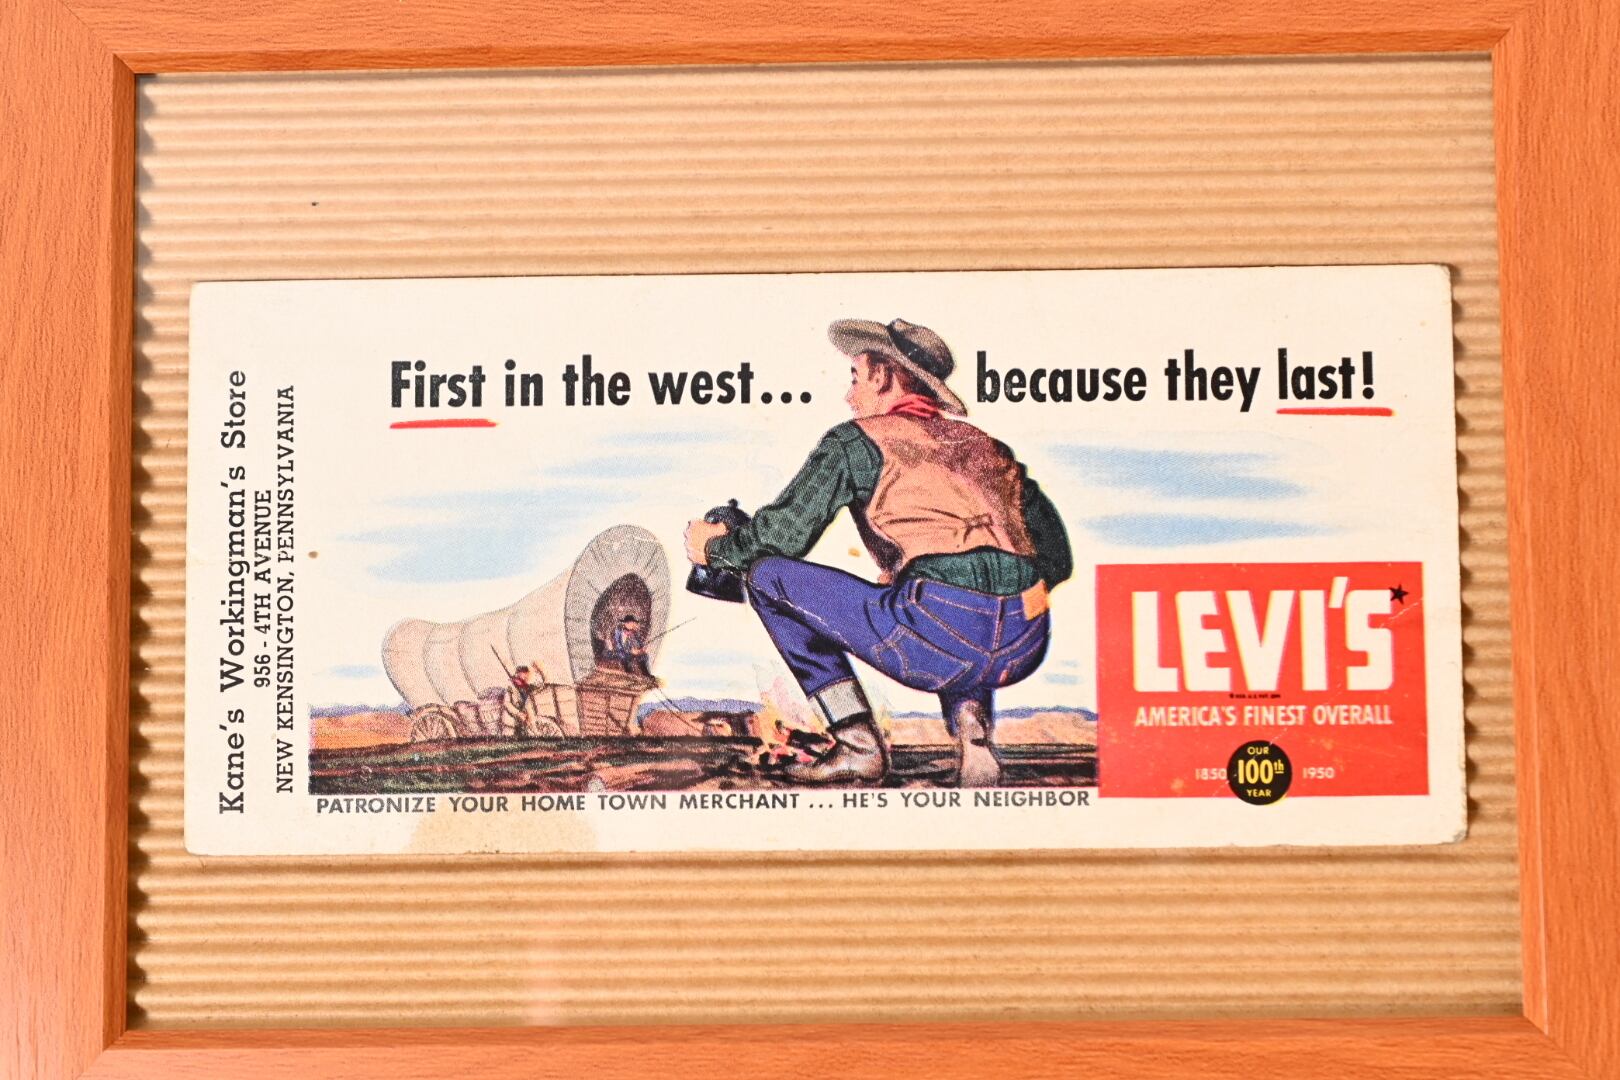 Kane's Workingman's Store
956 - 4TH AVENUE
NEW KENSINGTON, PENNSYLVANIA
First in the west... because they last!
LEVI'S
AMERICA'S FINEST OVERALL
OUR
1850 100th 1950
YEAR
PATRONIZE YOUR HOME TOWN MERCHANT ... HE'S YOUR NEIGHBOR